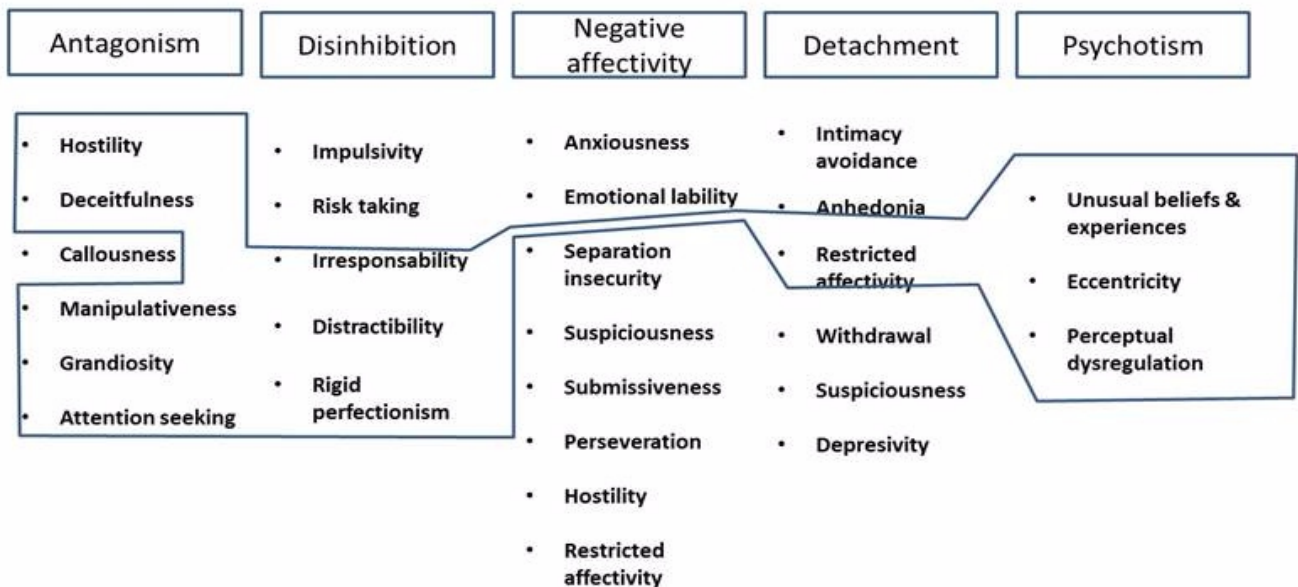 Antagonism
Disinhibition
Negative
affectivity
Detachment
Psychotism
• Hostility
• Deceitfulness
• Callousness
• Manipulativeness
• Grandiosity
• Attention seeking
• Impulsivity
• Risk taking
• Irresponsability
• Distractibility
• Rigid
perfectionism
• Anxiousness
• Emotional lability
• Separation
insecurity
• Suspiciousness
• Submissiveness
• Perseveration
• Hostility
• Restricted
affectivity
• Intimacy
avoidance
• Anhedonia
• Restricted
affectivity
• Withdrawal
• Suspiciousness
• Depresivity
• Unusual beliefs &
experiences
• Eccentricity
• Perceptual
dysregulation